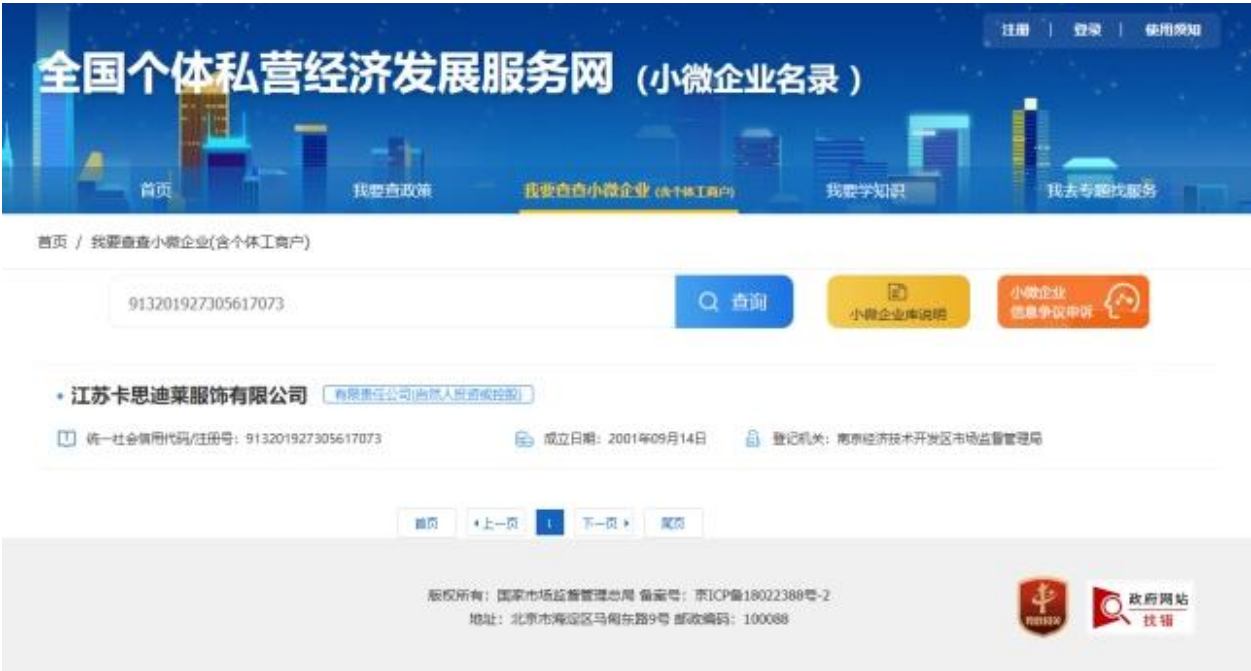 注册 | 登录 | 使用须知
全国个体私营经济发展服务网 (小微企业名录)
首页 我要查政策 我要查查小微企业 (含个体工商户) 我要学知识 我去专题找服务
首页 / 我要查查小微企业(含个体工商户)
913201927305617073 查询 小微企业库说明 小微企业
信息争议申诉
江苏卡思迪莱服饰有限公司 有限责任公司(自然人投资或控股)
统一社会信用代码/注册号: 913201927305617073 成立日期: 2001年09月14日 登记机关: 南京经济技术开发区市场监督管理局
首页 上一页 1 下一页 尾页
版权所有: 国家市场监督管理总局 备案号: 京ICP备18022388号-2
地址: 北京市海淀区马甸东路9号 邮政编码: 100088
政府网站
找错